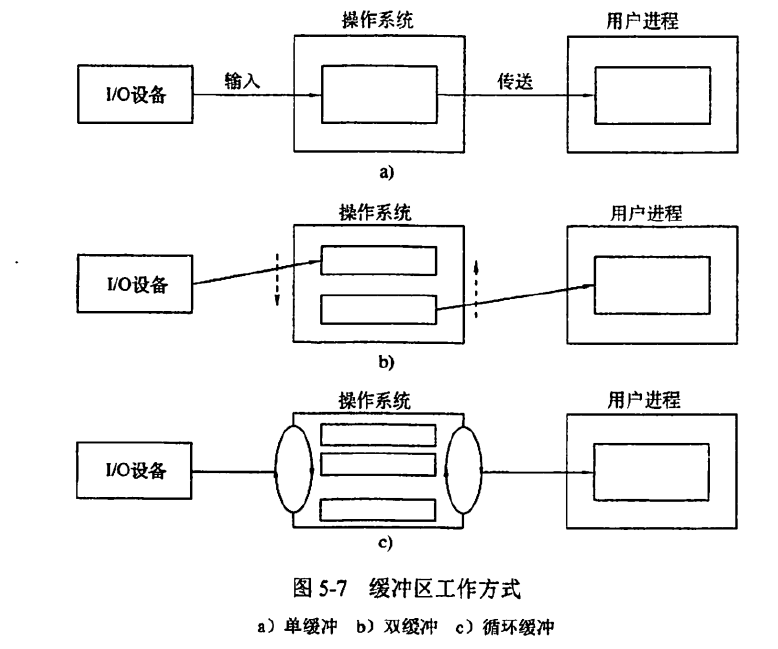 操作系统 用户进程
I/O设备 输入 传送
a)
操作系统 用户进程
I/O设备
b)
操作系统 用户进程
I/O设备
c)
图 5-7 缓冲区工作方式
a) 单缓冲 b) 双缓冲 c) 循环缓冲